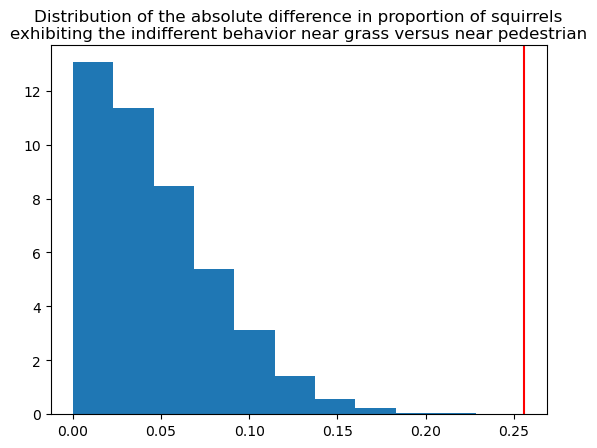 Distribution of the absolute difference in proportion of squirrels
exhibiting the indifferent behavior near grass versus near pedestrian
12
10
8
6
4
2
0
0.00 0.05 0.10 0.15 0.20 0.25